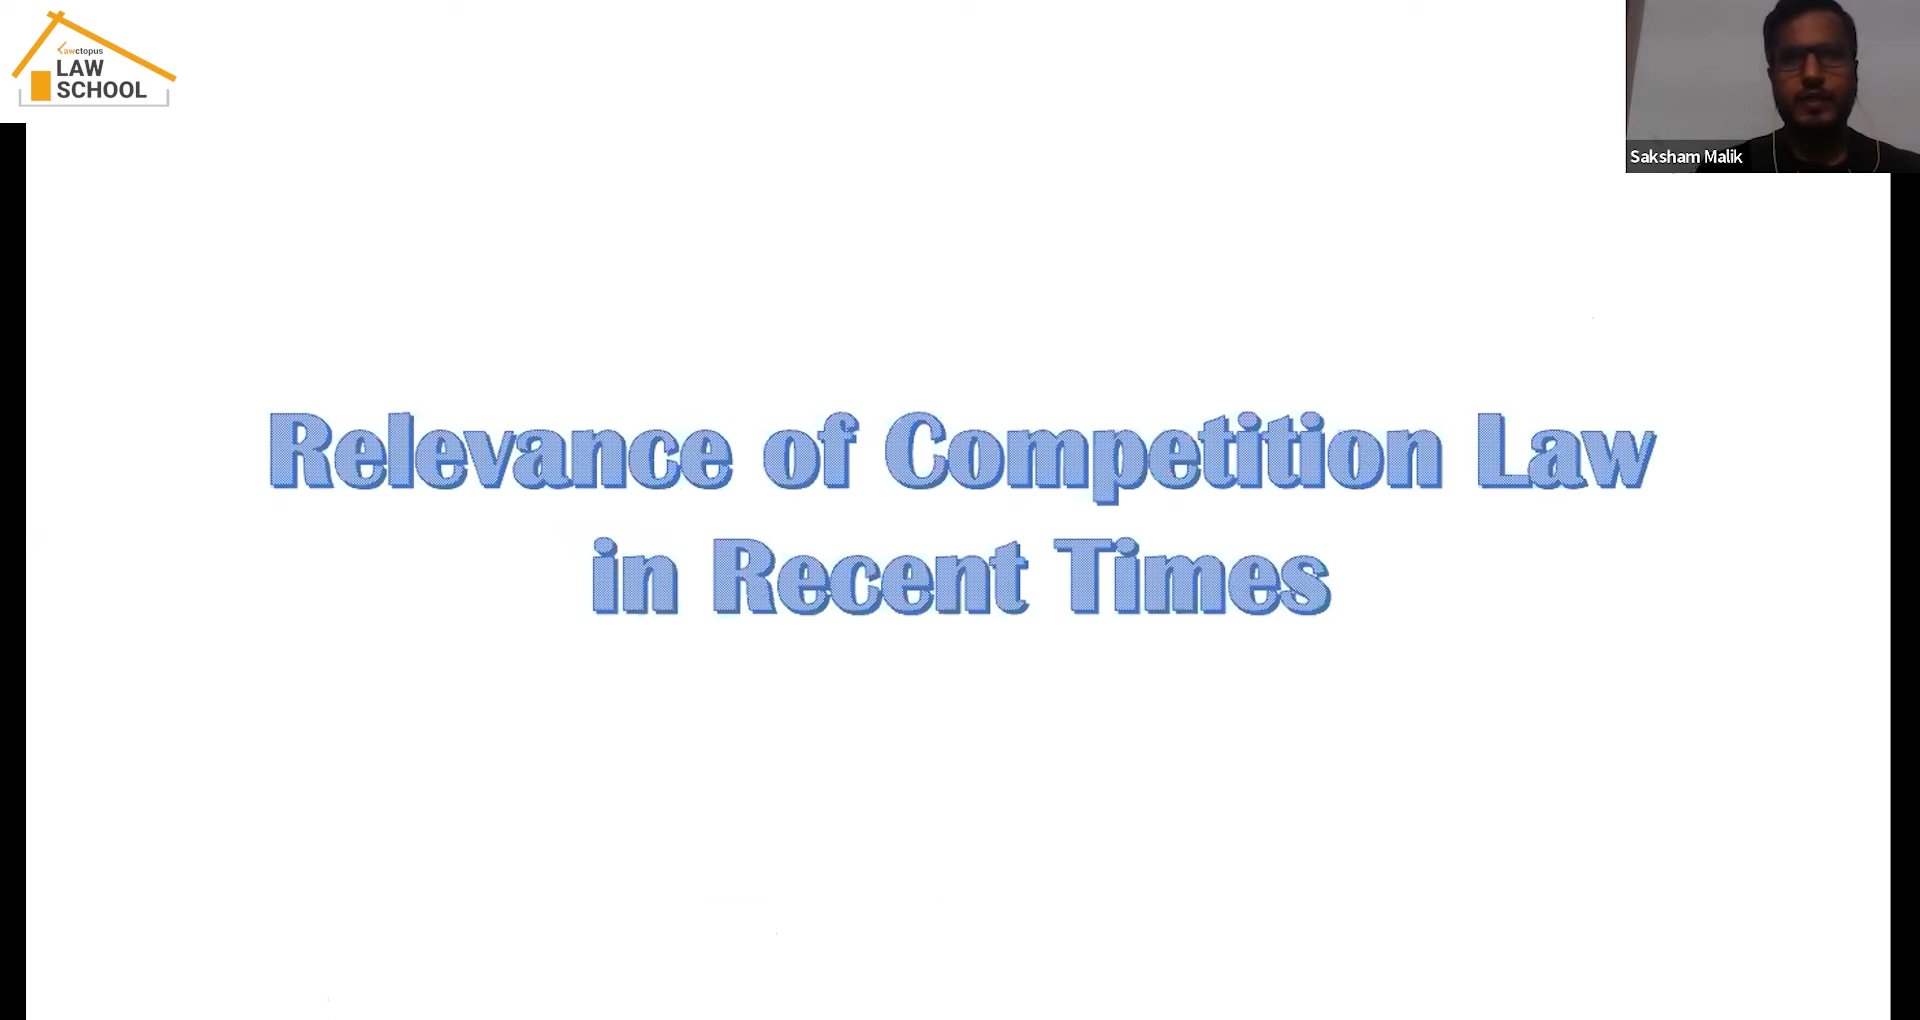 Lawctopus
LAW
SCHOOL
Saksham Malik
Relevance of Competition Law
in Recent Times